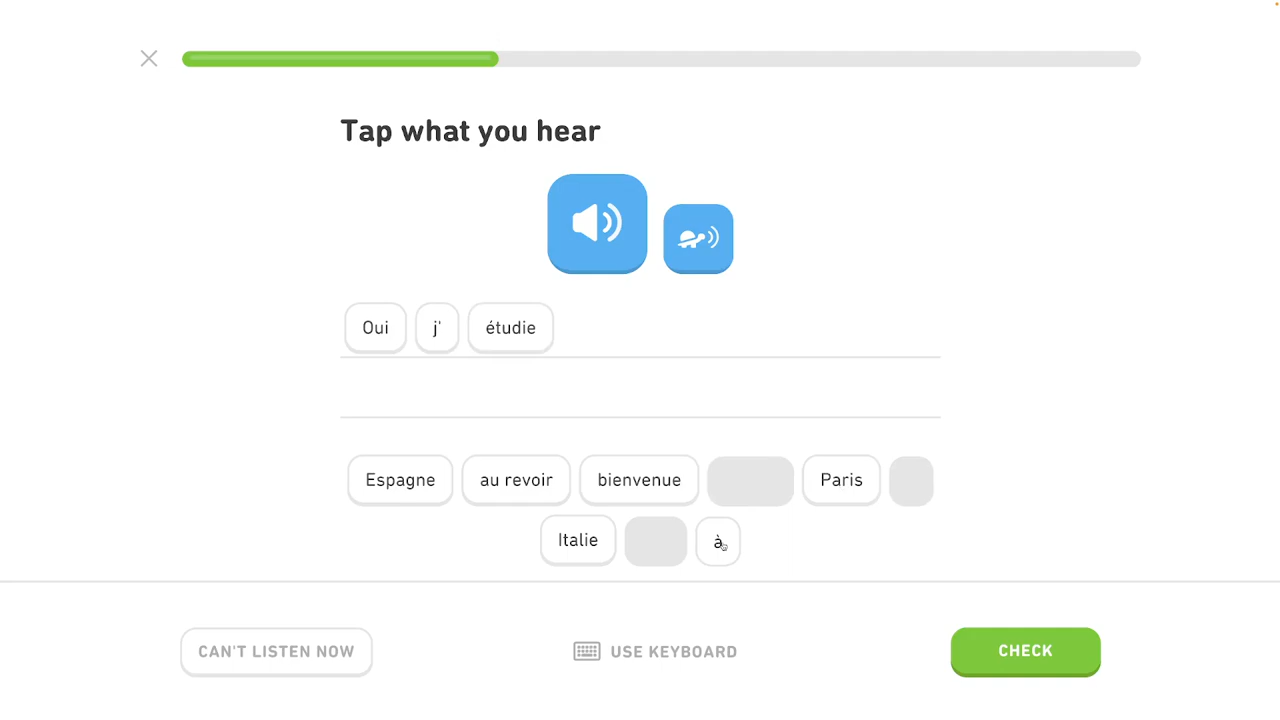 Tap what you hear
Oui j' étudie
Espagne au revoir bienvenue Paris
Italie à
CAN'T LISTEN NOW USE KEYBOARD CHECK